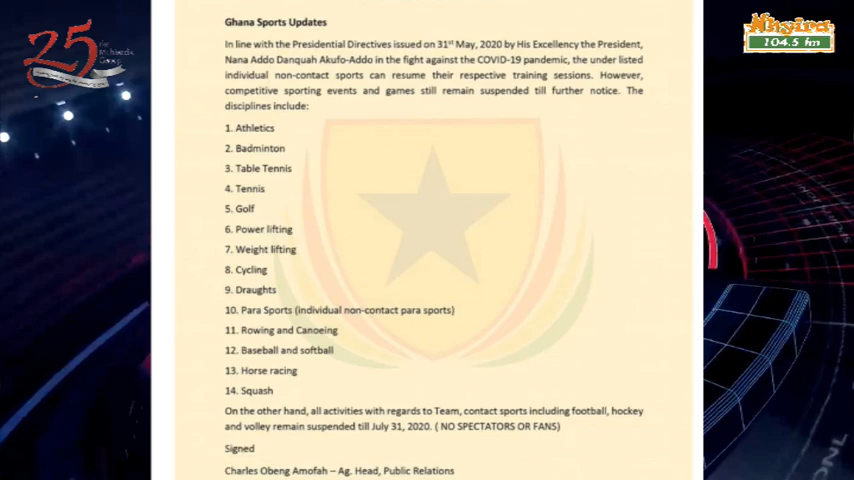 25
The Multimedia
Group
Nhyira
104.5 fm
Ghana Sports Updates
In line with the Presidential Directives issued on 31st May, 2020 by His Excellency the President,
Nana Addo Danquah Akufo-Addo in the fight against the COVID-19 pandemic, the under listed
individual non-contact sports can resume their respective training sessions. However,
competitive sporting events and games still remain suspended till further notice. The
disciplines include:
1. Athletics
2. Badminton
3. Table Tennis
4. Tennis
5. Golf
6. Power lifting
7. Weight lifting
8. Cycling
9. Draughts
10. Para Sports (individual non-contact para sports)
11. Rowing and Canoeing
12. Baseball and softball
13. Horse racing
14. Squash
On the other hand, all activities with regards to Team, contact sports including football, hockey
and volley remain suspended till July 31, 2020. ( NO SPECTATORS OR FANS)
Signed
Charles Obeng Amofah – Ag. Head, Public Relations